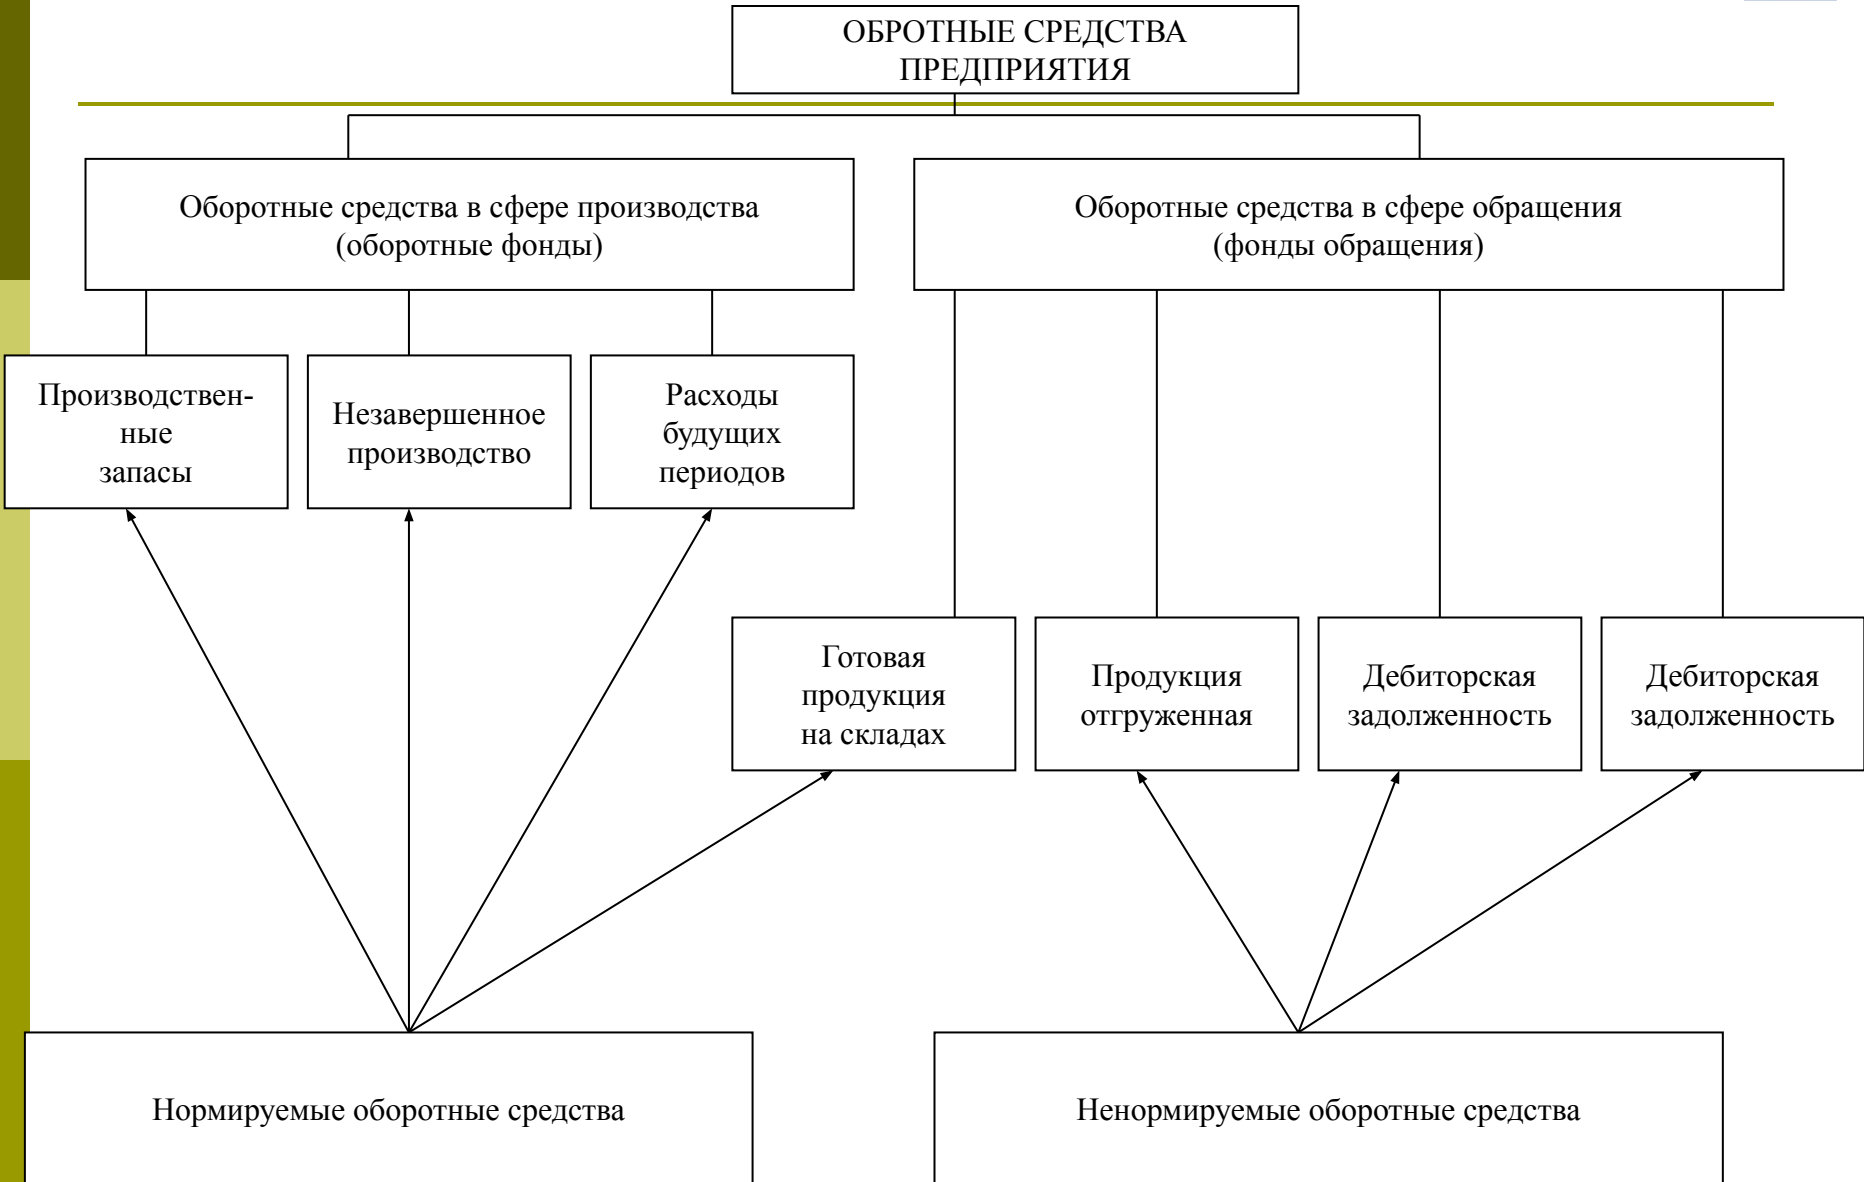 ОБРОТНЫЕ СРЕДСТВА
ПРЕДПРИЯТИЯ
Оборотные средства в сфере производства
(оборотные фонды)
Оборотные средства в сфере обращения
(фонды обращения)
Производствен-
ные
запасы
Незавершенное
производство
Расходы
будущих
периодов
Готовая
продукция
на складах
Продукция
отгруженная
Дебиторская
задолженность
Дебиторская
задолженность
Нормируемые оборотные средства
Ненормируемые оборотные средства